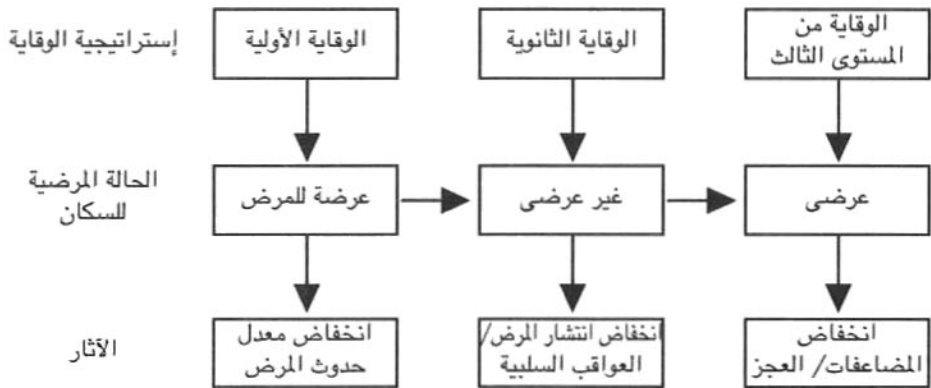 إستراتيجية الوقاية
الوقاية الأولية
الوقاية الثانوية
الوقاية من
المستوى الثالث
الحالة المرضية
للسكان
عرضة للمرض
غير عرضى
عرضى
الآثار
انخفاض معدل
حدوث المرض
انخفاض انتشار المرض/
العواقب السلبية
انخفاض
المضاعفات/ العجز